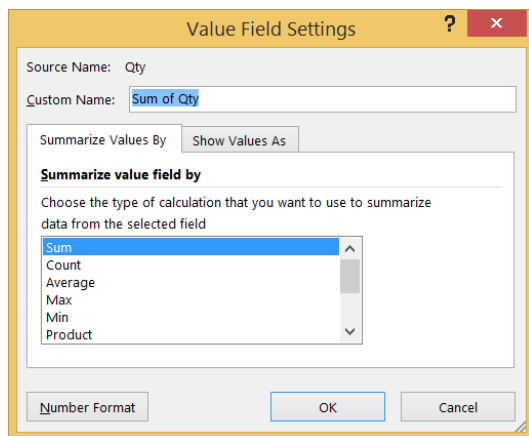 Value Field Settings ? ×
Source Name: Qty
Custom Name: Sum of Qty
Summarize Values By Show Values As
Summarize value field by
Choose the type of calculation that you want to use to summarize
data from the selected field
Sum
Count
Average
Max
Min
Product
Number Format OK Cancel